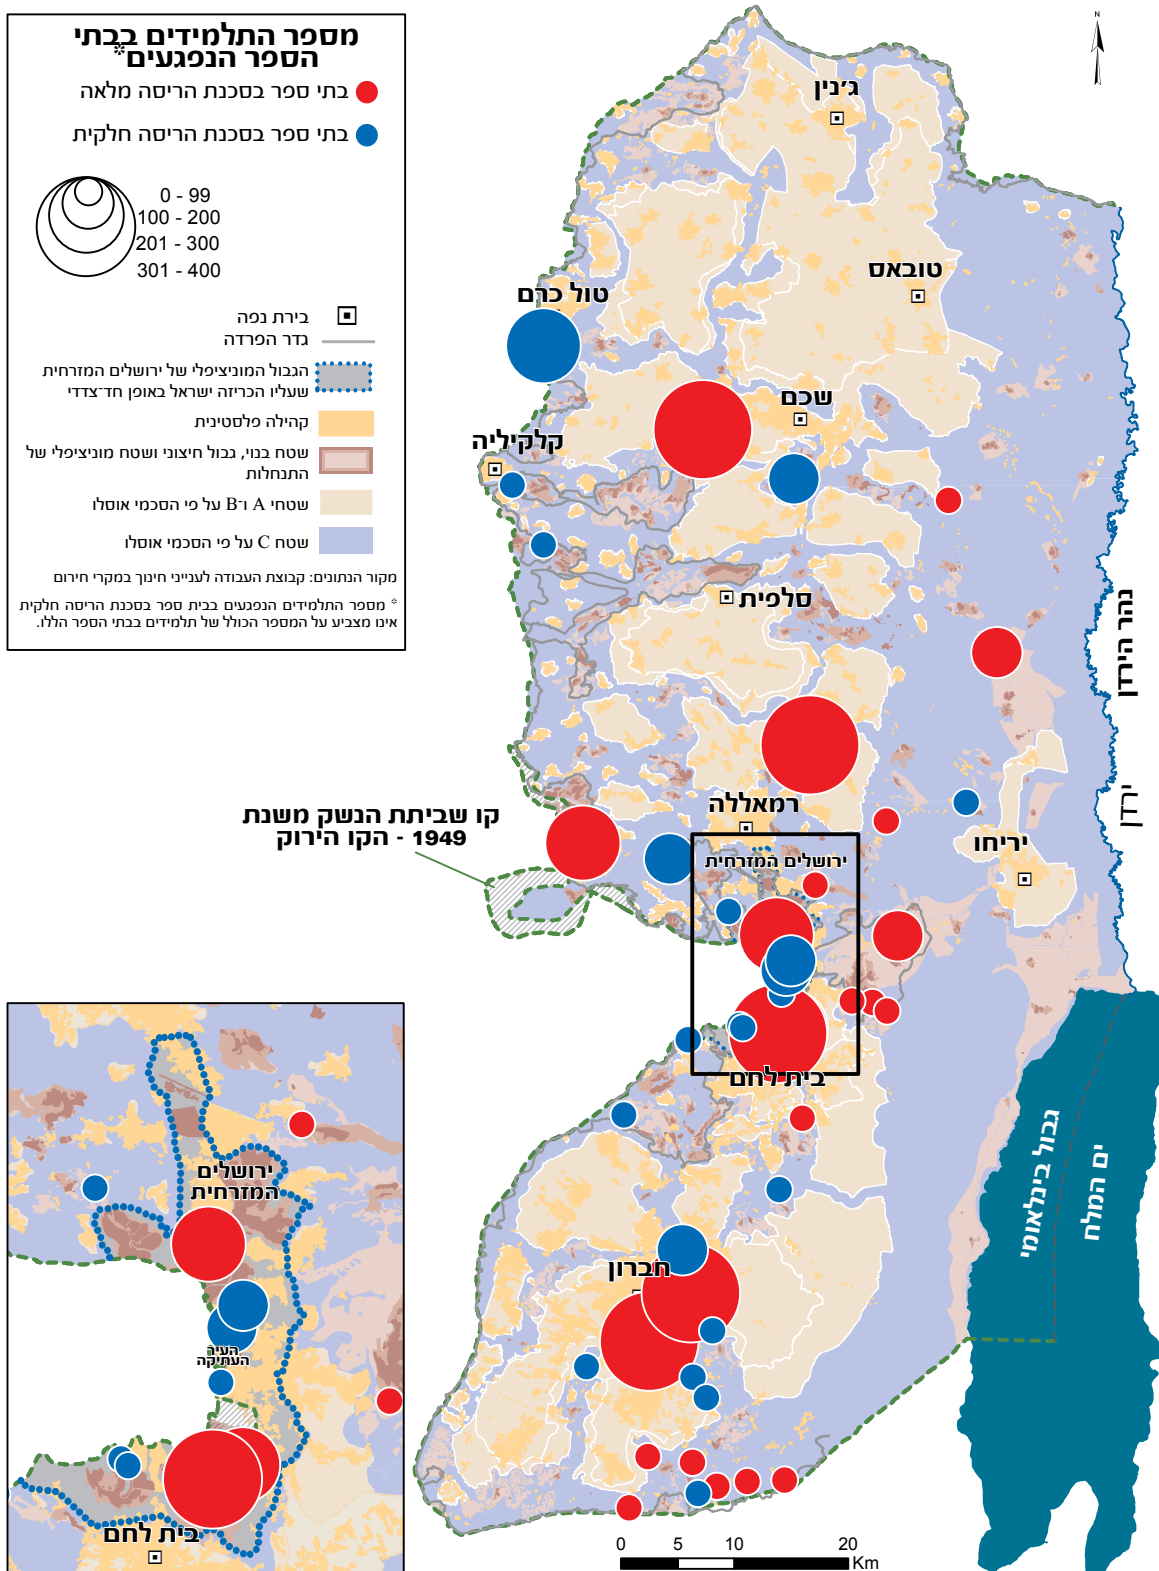 מספר התלמידים בבתי
הספר הנפגעים*
בתי ספר בסכנת הריסה מלאה
בתי ספר בסכנת הריסה חלקית
0 - 99
100 - 200
201 - 300
301 - 400
בירת נפה
גדר הפרדה
הגבול המוניציפלי של ירושלים המזרחית
שעליו הכריזה ישראל באופן חד־צדדי
קהילה פלסטינית
שטח בנוי, גבול חיצוני ושטח מוניציפלי של
התנחלות
שטחי A ו־B על פי הסכמי אוסלו
שטח C על פי הסכמי אוסלו
מקור הנתונים: קבוצת העבודה לענייני חינוך במקרי חירום
* מספר התלמידים הנפגעים בבית ספר בסכנת הריסה חלקית
אינו מצביע על המספר הכולל של תלמידים בבתי הספר הללו.
N
ג'נין
טובאס
טול כרם
שכם
קלקיליה
סלפית
נהר הירדן
ירדן
רמאללה
קו שביתת הנשק משנת
1949 - הקו הירוק
יריחו
ירושלים המזרחית
בית לחם
גבול בינלאומי
ים המלח
חברון
ירושלים
המזרחית
העיר
העתיקה
בית לחם
0 5 10 20
Km